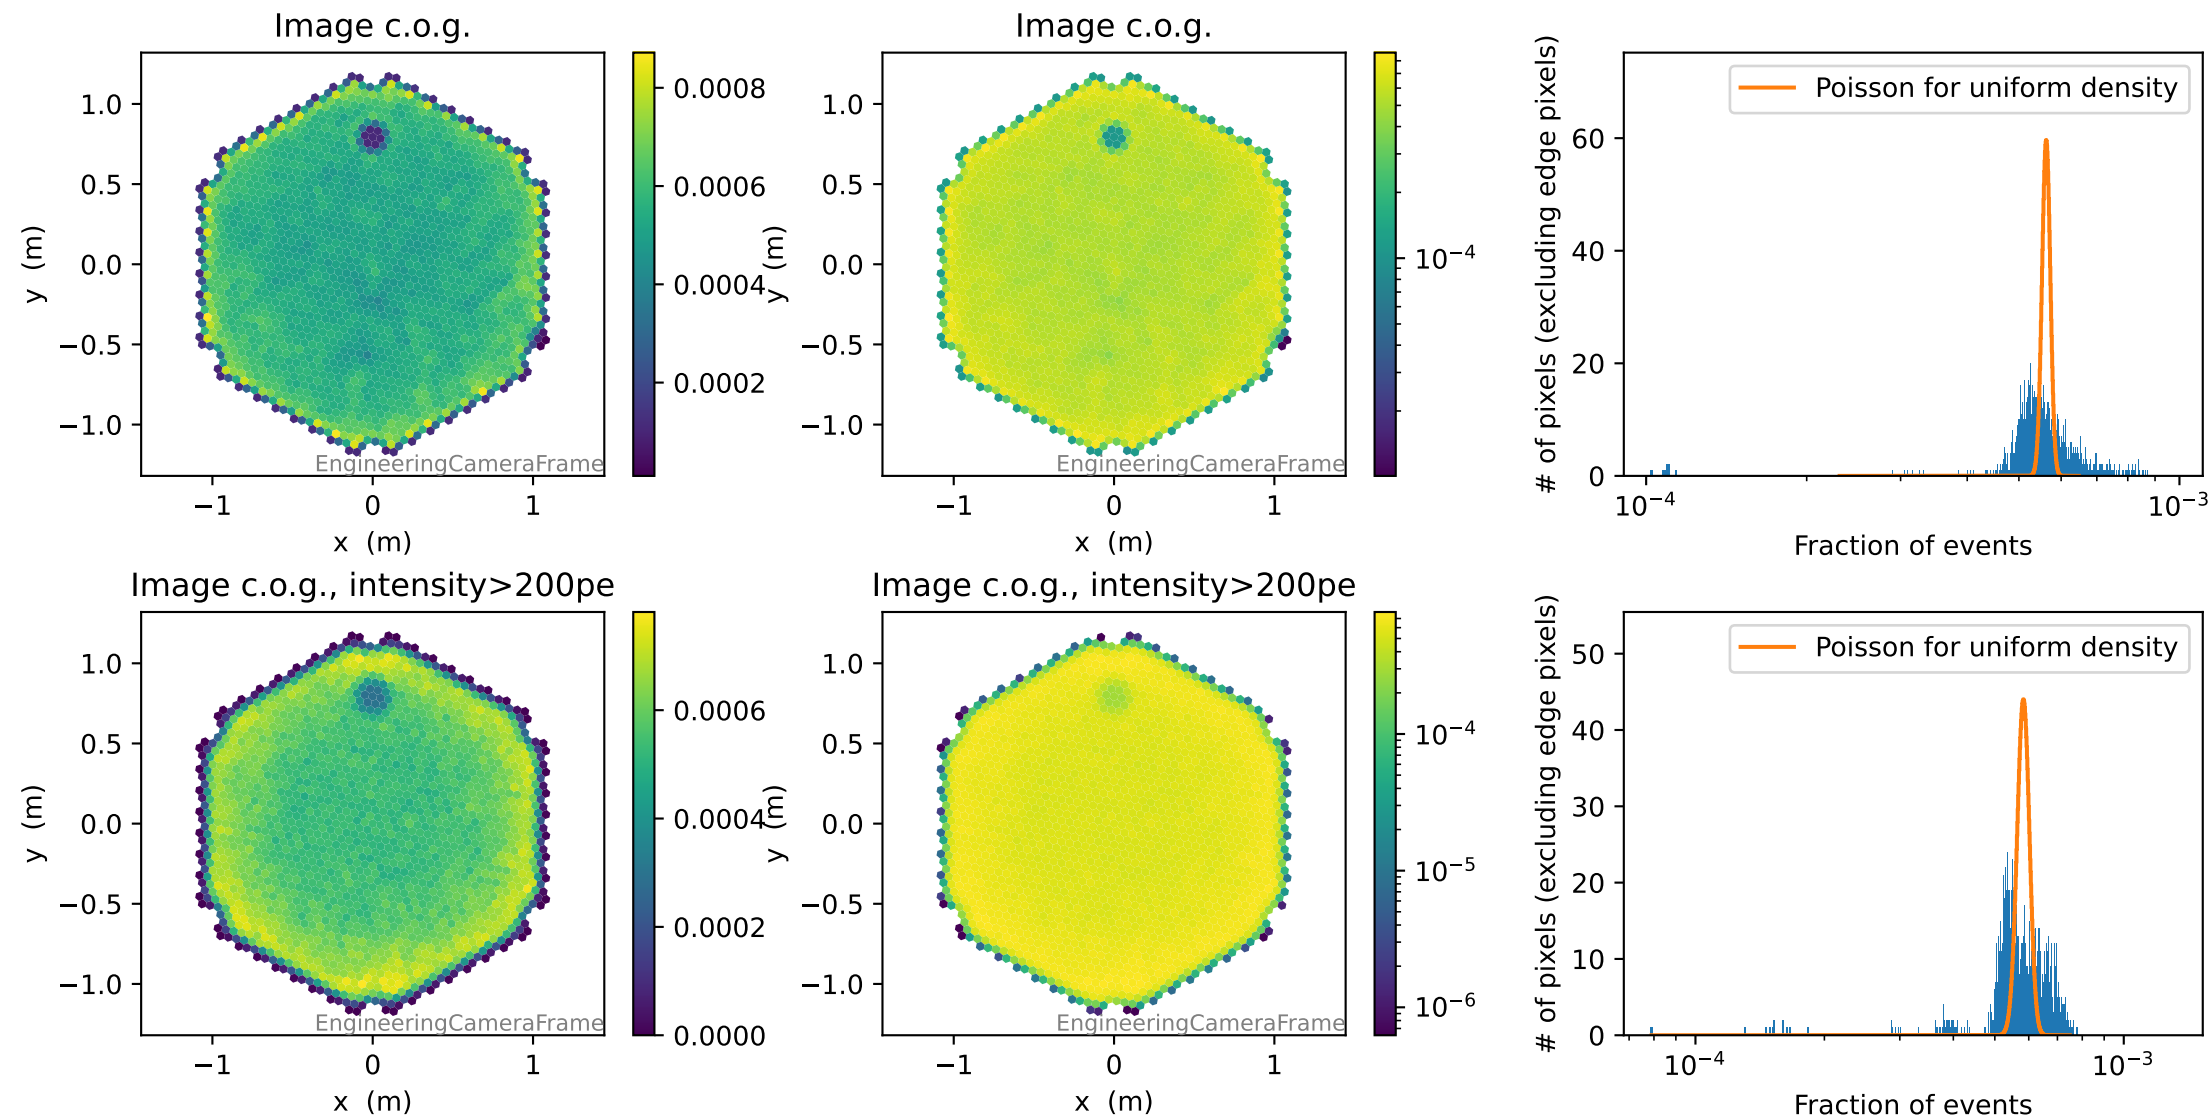 Image c.o.g.
1.0
0.5
0.0
−0.5
−1.0
y (m)
−1
0
1
x (m)
EngineeringCameraFrame
0.0008
0.0006
0.0004
0.0002
Image c.o.g.
1.0
0.5
0.0
−0.5
−1.0
y (m)
−1
0
1
x (m)
EngineeringCameraFrame
10−4
# of pixels (excluding edge pixels)
60
40
20
0
Poisson for uniform density
10−4
10−3
Fraction of events
Image c.o.g., intensity>200pe
1.0
0.5
0.0
−0.5
−1.0
y (m)
−1
0
1
x (m)
EngineeringCameraFrame
0.0006
0.0004
0.0002
0.0000
Image c.o.g., intensity>200pe
1.0
0.5
0.0
−0.5
−1.0
y (m)
−1
0
1
x (m)
EngineeringCameraFrame
10−4
10−5
10−6
# of pixels (excluding edge pixels)
50
40
30
20
10
0
Poisson for uniform density
10−4
10−3
Fraction of events